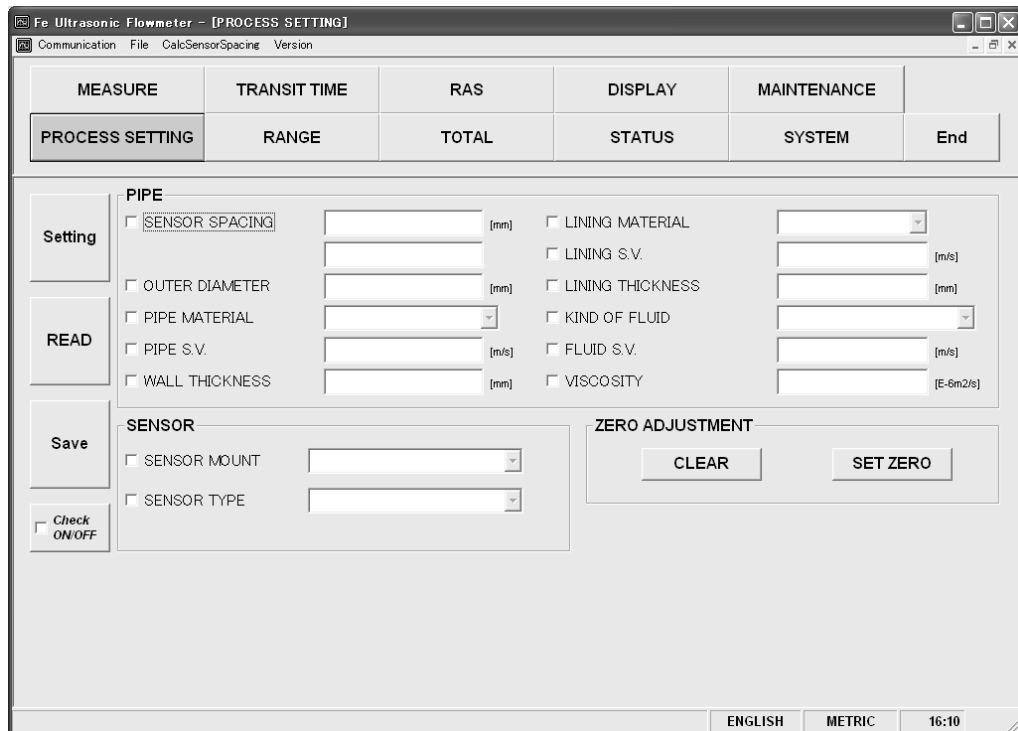 Fe Ultrasonic Flowmeter - [PROCESS SETTING]
Communication File CalcSensorSpacing Version
MEASURE TRANSIT TIME RAS DISPLAY MAINTENANCE
PROCESS SETTING RANGE TOTAL STATUS SYSTEM End
Setting
READ
Save
Check
ON/OFF
PIPE
SENSOR SPACING [mm] LINING MATERIAL
LINING S.V. [m/s]
OUTER DIAMETER [mm] LINING THICKNESS [mm]
PIPE MATERIAL KIND OF FLUID
PIPE S.V. [m/s] FLUID S.V. [m/s]
WALL THICKNESS [mm] VISCOSITY [E-6m2/s]
SENSOR
SENSOR MOUNT
SENSOR TYPE
ZERO ADJUSTMENT
CLEAR SET ZERO
ENGLISH METRIC 16:10